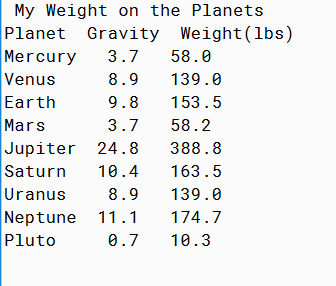 My Weight on the Planets
Planet  Gravity  Weight(lbs)
Mercury   3.7   58.0
Venus     8.9   139.0
Earth     9.8   153.5
Mars      3.7   58.2
Jupiter  24.8   388.8
Saturn   10.4   163.5
Uranus    8.9   139.0
Neptune  11.1   174.7
Pluto     0.7   10.3